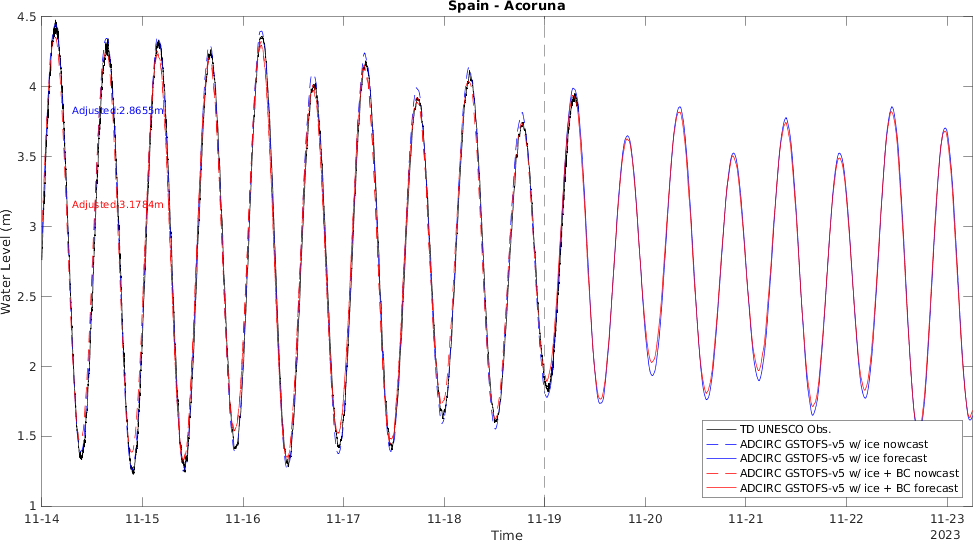 Spain - Acoruna
4.5
4
3.5
3
2.5
2
1.5
1
Water Level (m)
Adjusted:2.8655m
Adjusted:3.1784m
TD UNESCO Obs.
ADCIRC GSTOFS-v5 w/ ice nowcast
ADCIRC GSTOFS-v5 w/ ice forecast
ADCIRC GSTOFS-v5 w/ ice + BC nowcast
ADCIRC GSTOFS-v5 w/ ice + BC forecast
11-14 11-15 11-16 11-17 11-18 11-19 11-20 11-21 11-22 11-23
2023
Time